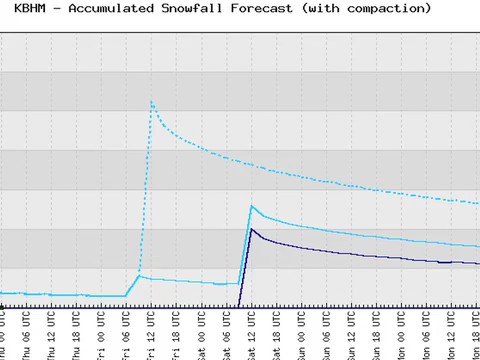 KBHM - Accumulated Snowfall Forecast (with compaction)
Thu 00 UTC
Thu 06 UTC
Thu 12 UTC
Thu 18 UTC
Fri 00 UTC
Fri 06 UTC
Fri 12 UTC
Fri 18 UTC
Sat 00 UTC
Sat 06 UTC
Sat 12 UTC
Sat 18 UTC
Sun 00 UTC
Sun 06 UTC
Sun 12 UTC
Sun 18 UTC
Mon 00 UTC
Mon 06 UTC
Mon 12 UTC
Mon 18 UTC